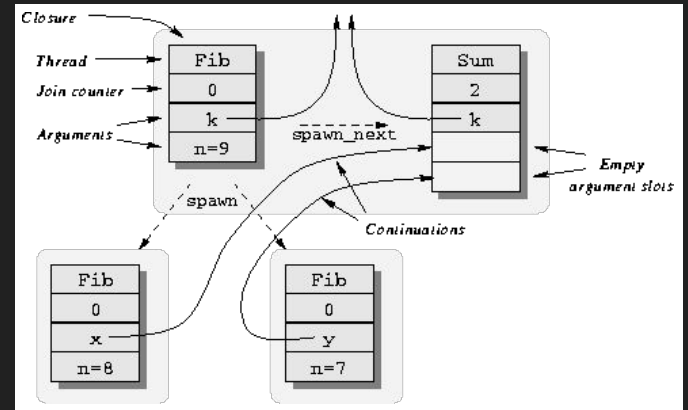 Closure
Thread
Join counter
Arguments
Fib
0
k
n=9
spawn_next
Sum
2
k
Empty
argument slots
spawn
Continuations
Fib
0
x
n=8
Fib
0
y
n=7